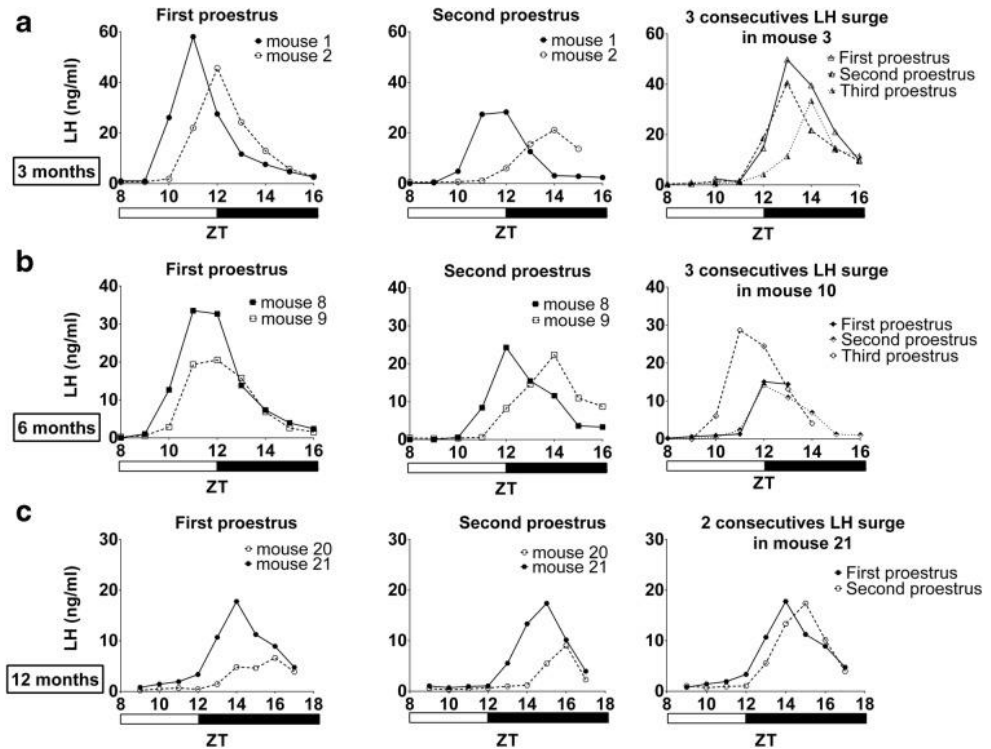 a
First proestrus
LH (ng/ml)
60
40
20
0
8 10 12 14 16
ZT
mouse 1
mouse 2
3 months
Second proestrus
60
40
20
0
8 10 12 14 16
ZT
mouse 1
mouse 2
3 consecutives LH surge
in mouse 3
60
40
20
0
8 10 12 14 16
ZT
First proestrus
Second proestrus
Third proestrus
b
First proestrus
LH (ng/ml)
40
30
20
10
0
8 10 12 14 16
ZT
mouse 8
mouse 9
6 months
Second proestrus
40
30
20
10
0
8 10 12 14 16
ZT
mouse 8
mouse 9
3 consecutives LH surge
in mouse 10
40
30
20
10
0
8 10 12 14 16
ZT
First proestrus
Second proestrus
Third proestrus
c
First proestrus
LH (ng/ml)
30
20
10
0
8 10 12 14 16 18
ZT
mouse 20
mouse 21
12 months
Second proestrus
30
20
10
0
8 10 12 14 16 18
ZT
mouse 20
mouse 21
2 consecutives LH surge
in mouse 21
30
20
10
0
8 10 12 14 16 18
ZT
First proestrus
Second proestrus